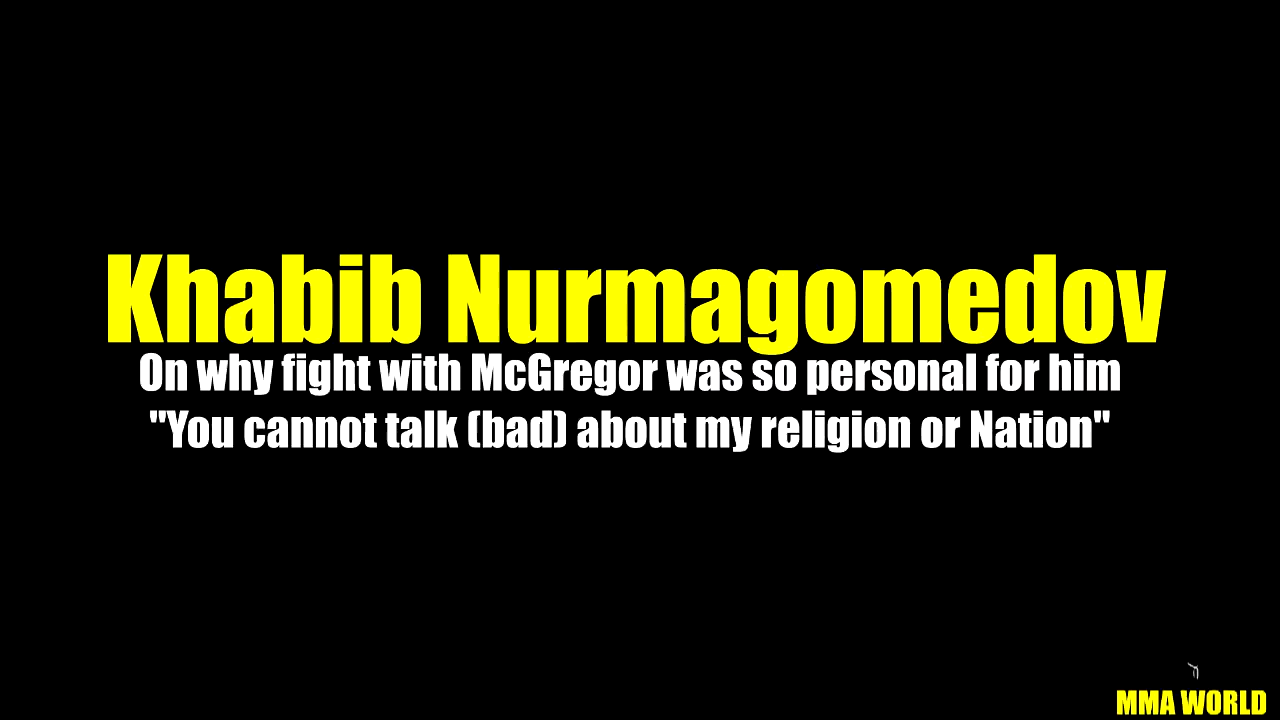 Khabib Nurmagomedov
On why fight with McGregor was so personal for him
"You cannot talk (bad) about my religion or Nation"
MMA WORLD